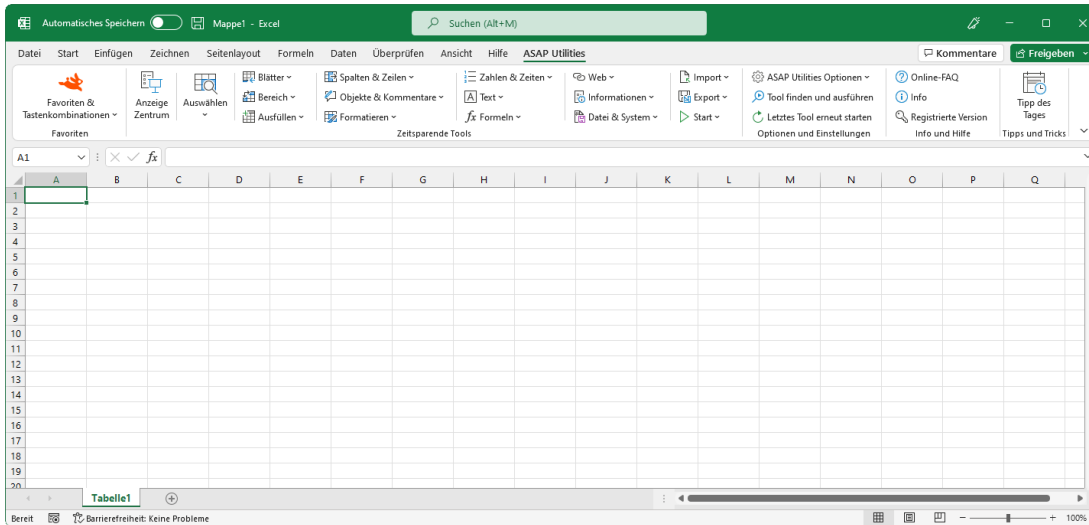 Automatisches Speichern Mappe1 - Excel Suchen (Alt+M)
Datei Start Einfügen Zeichnen Seitenlayout Formeln Daten Überprüfen Ansicht Hilfe ASAP Utilities Kommentare Freigeben
Favoriten &
Tastenkombinationen
Favoriten
Anzeige
Zentrum
Auswählen
Blätter
Bereich
Ausfüllen
Spalten & Zeilen
Objekte & Kommentare
Formatieren
Zahlen & Zeiten
Text
Formeln
Web
Informationen
Datei & System
Import
Export
Start
Zeitsparende Tools
ASAP Utilities Optionen
Tool finden und ausführen
Letztes Tool erneut starten
Optionen und Einstellungen
Online-FAQ
Info
Registrierte Version
Info und Hilfe
Tipp des
Tages
Tipps und Tricks
A1 fx
A B C D E F G H I J K L M N O P Q
1
2
3
4
5
6
7
8
9
10
11
12
13
14
15
16
17
18
19
20
Tabelle1
Bereit Barrierefreiheit: Keine Probleme 100%